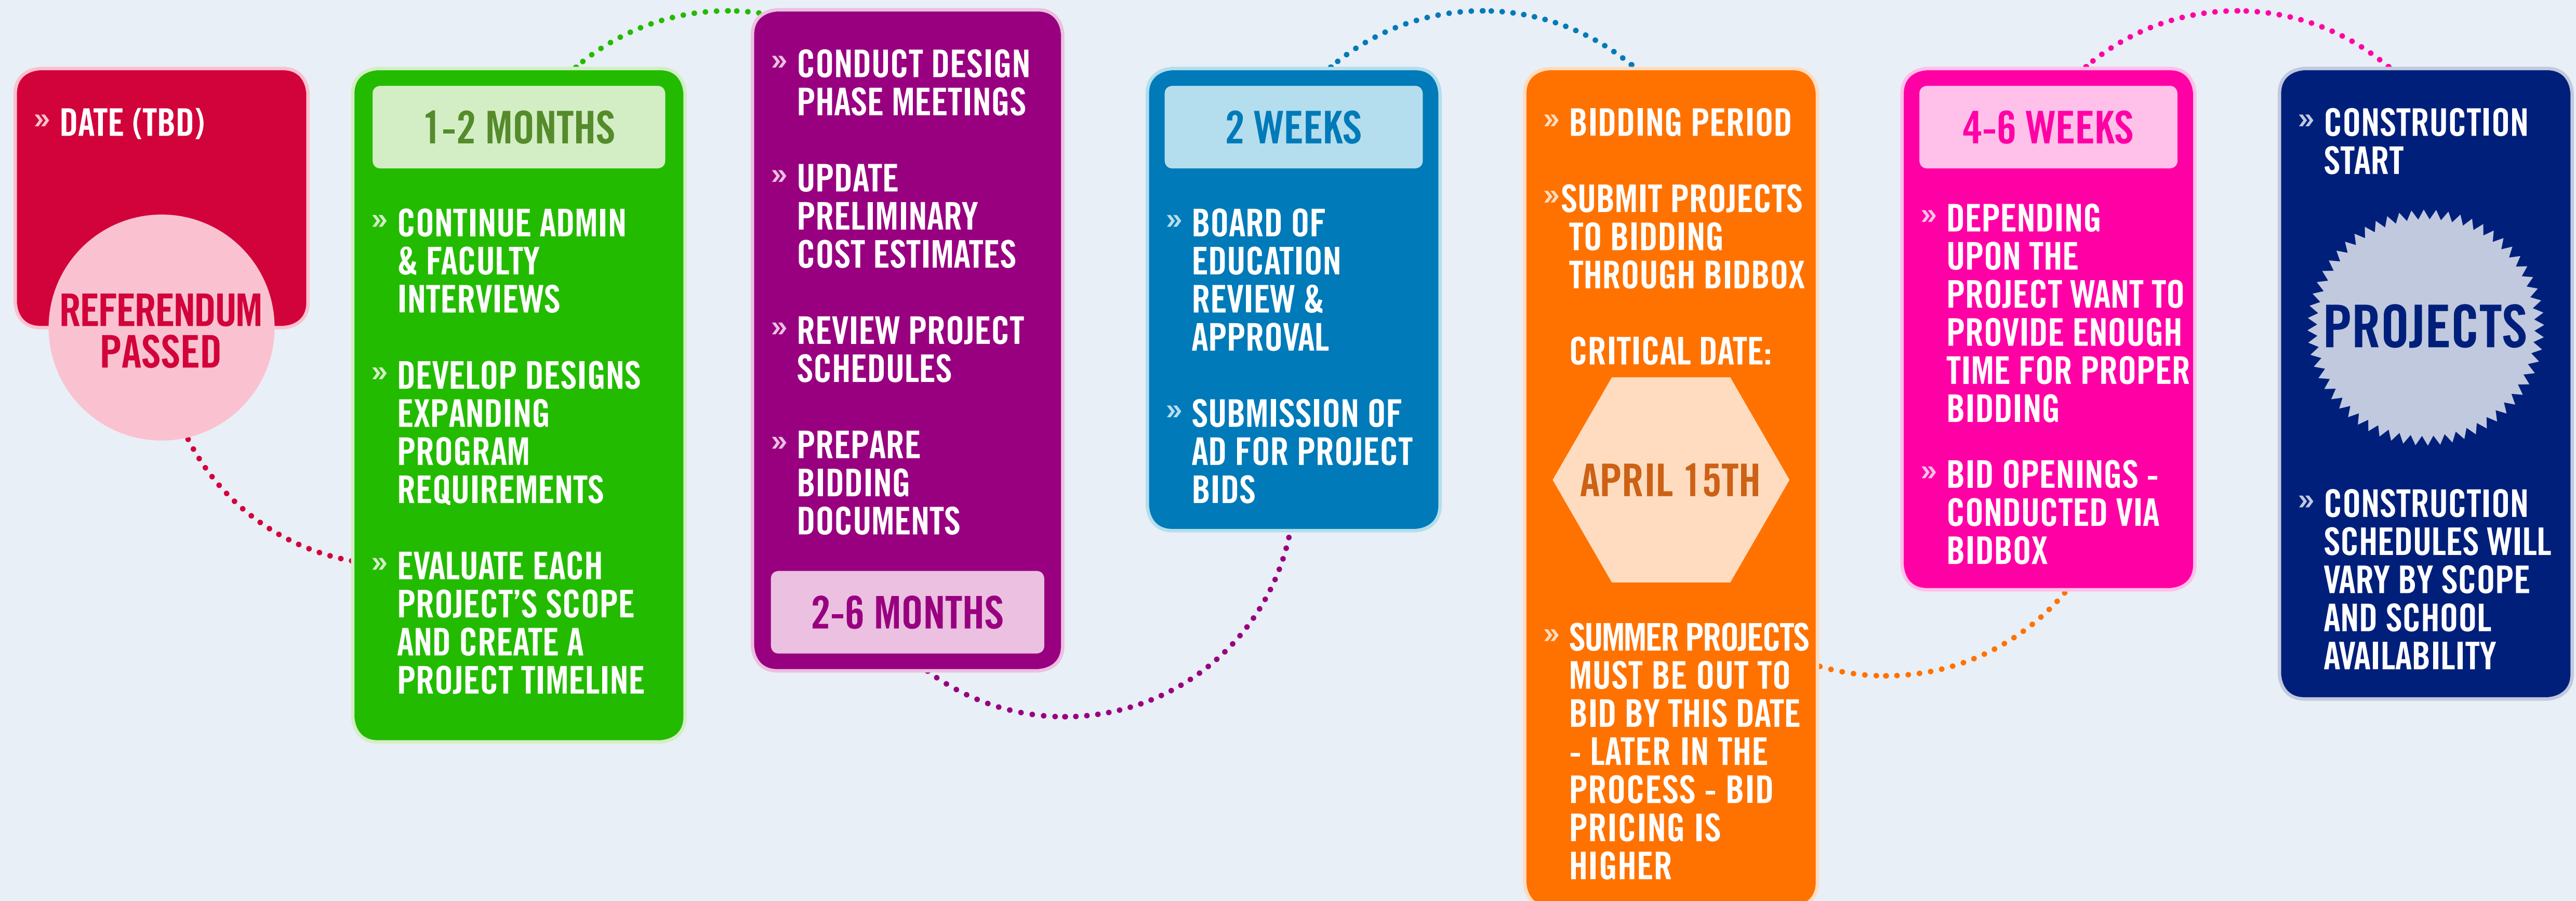 » DATE (TBD)
REFERENDUM
PASSED
1-2 MONTHS
» CONTINUE ADMIN
& FACULTY
INTERVIEWS
» DEVELOP DESIGNS
EXPANDING
PROGRAM
REQUIREMENTS
» EVALUATE EACH
PROJECT’S SCOPE
AND CREATE A
PROJECT TIMELINE
» CONDUCT DESIGN
PHASE MEETINGS
» UPDATE
PRELIMINARY
COST ESTIMATES
» REVIEW PROJECT
SCHEDULES
» PREPARE
BIDDING
DOCUMENTS
2-6 MONTHS
2 WEEKS
» BOARD OF
EDUCATION
REVIEW &
APPROVAL
» SUBMISSION OF
AD FOR PROJECT
BIDS
» BIDDING PERIOD
»SUBMIT PROJECTS
TO BIDDING
THROUGH BIDBOX
CRITICAL DATE:
APRIL 15TH
» SUMMER PROJECTS
MUST BE OUT TO
BID BY THIS DATE
- LATER IN THE
PROCESS - BID
PRICING IS
HIGHER
4-6 WEEKS
» DEPENDING
UPON THE
PROJECT WANT TO
PROVIDE ENOUGH
TIME FOR PROPER
BIDDING
» BID OPENINGS -
CONDUCTED VIA
BIDBOX
» CONSTRUCTION
START
PROJECTS
» CONSTRUCTION
SCHEDULES WILL
VARY BY SCOPE
AND SCHOOL
AVAILABILITY